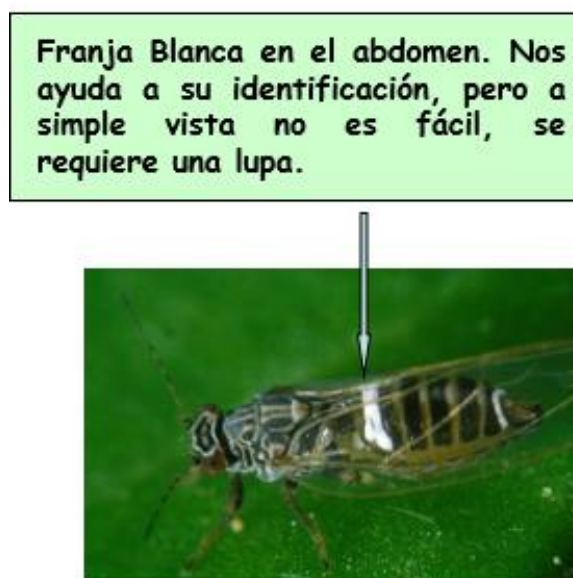 Franja Blanca en el abdomen. Nos
ayuda a su identificación, pero a
simple vista no es fácil, se
requiere una lupa.